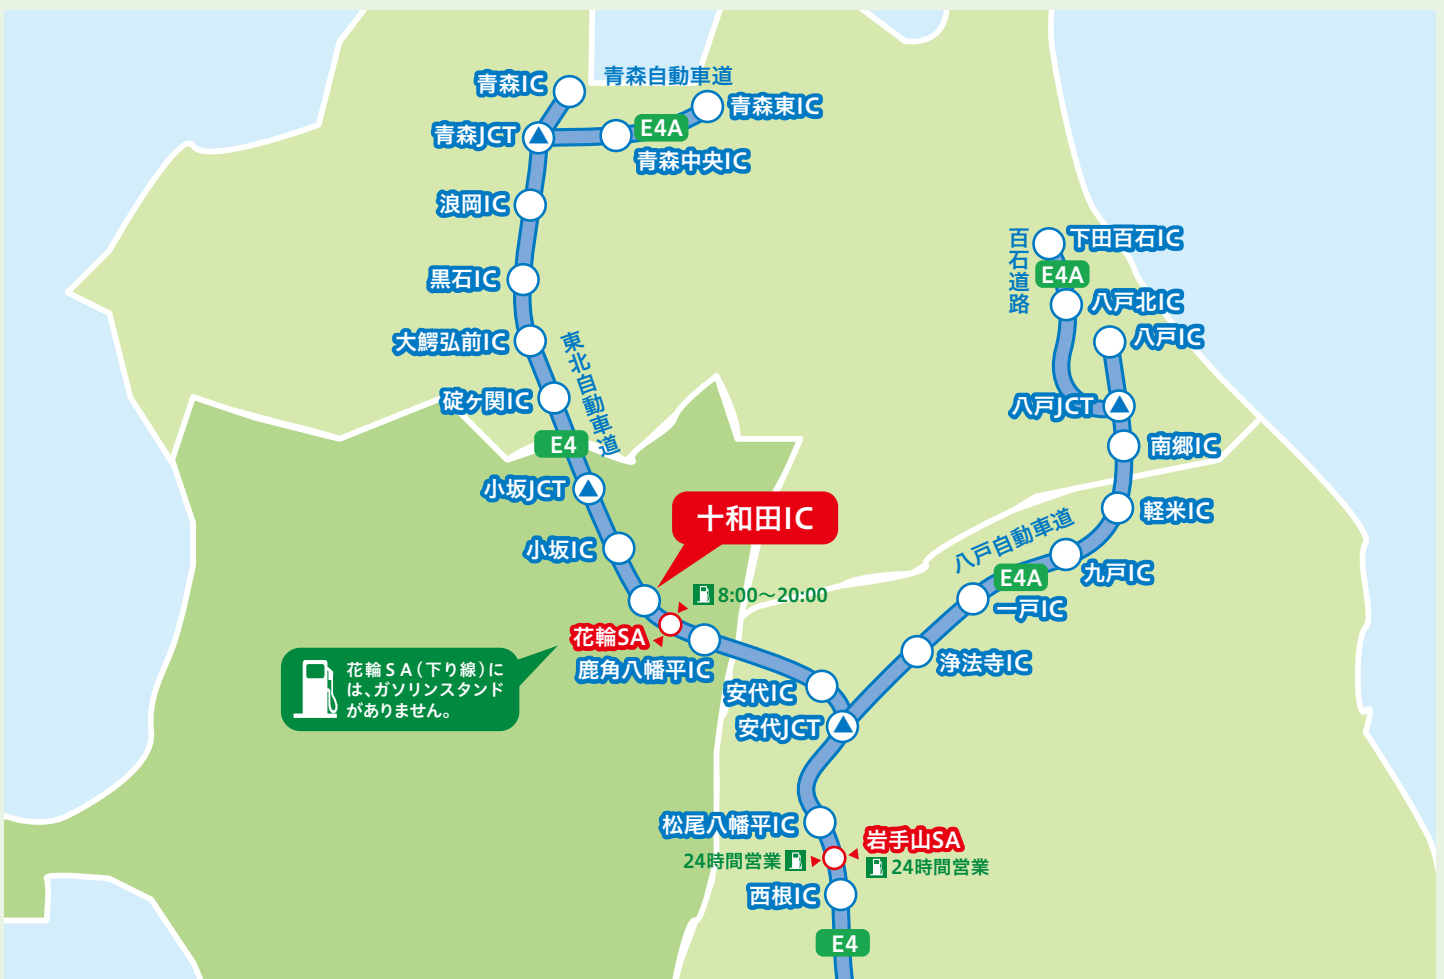 青森IC
青森自動車道
青森東IC
E4A
青森JCT
青森中央IC
浪岡IC
黒石IC
大鰐弘前IC
東北自動車道
碇ヶ関IC
E4
小坂JCT
十和田IC
小坂IC
8:00～20:00
花輪SA
鹿角八幡平IC
花輪SA(下り線)に
は、ガソリンスタンド
がありません。
百石道路
下田百石IC
E4A
八戸北IC
八戸IC
八戸JCT
南郷IC
軽米IC
八戸自動車道
E4A
九戸IC
一戸IC
浄法寺IC
安代IC
安代JCT
松尾八幡平IC
岩手山SA
24時間営業
24時間営業
西根IC
E4